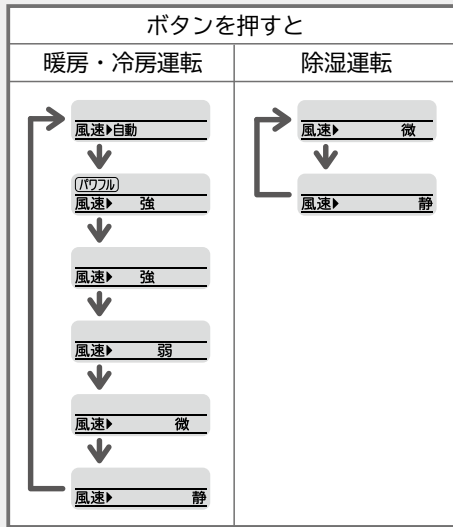 ボタンを押すと
暖房・冷房運転
風速▶自動
パワフル
風速▶ 強
風速▶ 強
風速▶ 弱
風速▶ 微
風速▶ 静
除湿運転
風速▶ 微
風速▶ 静